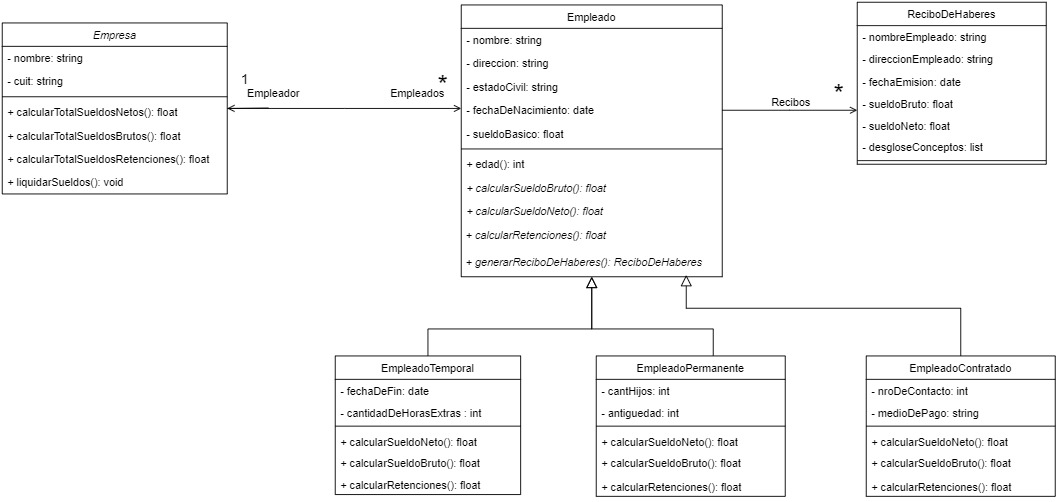 Empresa
- nombre: string
- cuit: string
+ calcularTotalSueldosNetos(): float
+ calcularTotalSueldosBrutos(): float
+ calcularTotalSueldosRetenciones(): float
+ liquidarSueldos(): void
1
Empleador
*
Empleados
Empleado
- nombre: string
- direccion: string
- estadoCivil: string
- fechaDeNacimiento: date
- sueldoBasico: float
+ edad(): int
+ calcularSueldoBruto(): float
+ calcularSueldoNeto(): float
+ calcularRetenciones(): float
+ generarReciboDeHaberes(): ReciboDeHaberes
*
Recibos
ReciboDeHaberes
- nombreEmpleado: string
- direccionEmpleado: string
- fechaEmision: date
- sueldoBruto: float
- sueldoNeto: float
- desgloseConceptos: list
EmpleadoTemporal
- fechaDeFin: date
- cantidadDeHorasExtras : int
+ calcularSueldoNeto(): float
+ calcularSueldoBruto(): float
+ calcularRetenciones(): float
EmpleadoPermanente
- cantHijos: int
- antiguedad: int
+ calcularSueldoNeto(): float
+ calcularSueldoBruto(): float
+ calcularRetenciones(): float
EmpleadoContratado
- nroDeContacto: int
- medioDePago: string
+ calcularSueldoNeto(): float
+ calcularSueldoBruto(): float
+ calcularRetenciones(): float